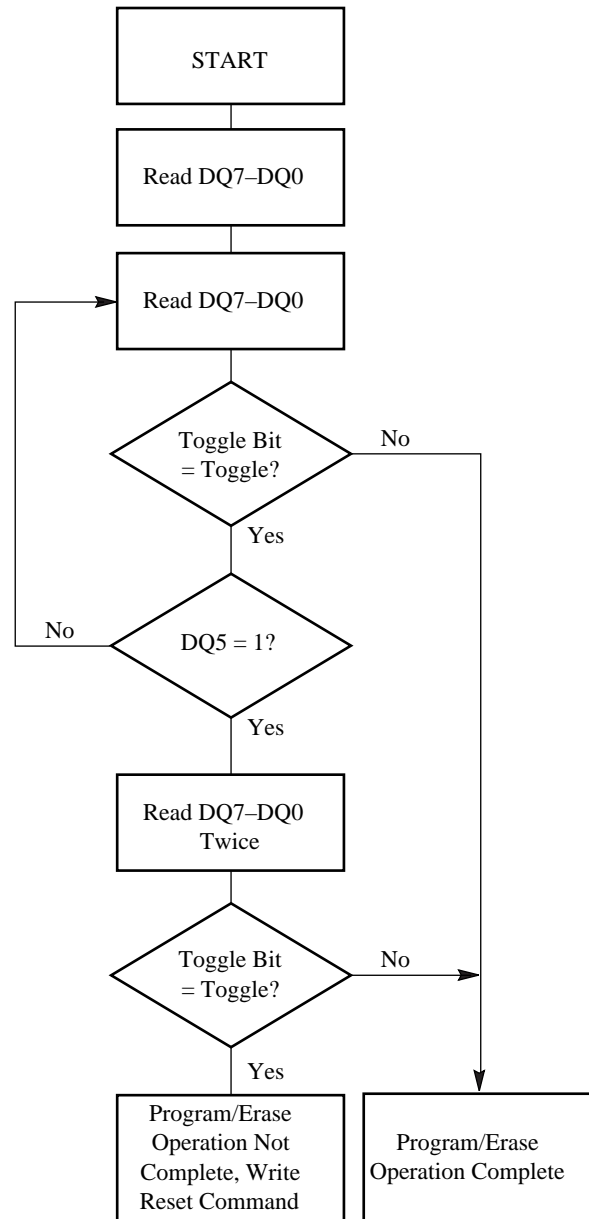 START
Read DQ7–DQ0
Read DQ7–DQ0
Toggle Bit
= Toggle?
No
Yes
No
DQ5 = 1?
Yes
Read DQ7–DQ0
Twice
Toggle Bit
= Toggle?
No
Yes
Program/Erase
Operation Not
Complete, Write
Reset Command
Program/Erase
Operation Complete